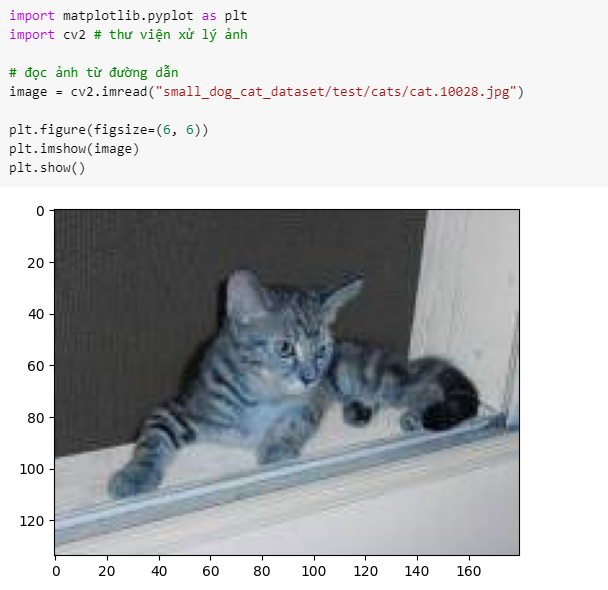 import matplotlib.pyplot as plt
import cv2 # thư viện xử lý ảnh
# đọc ảnh từ đường dẫn
image = cv2.imread("small_dog_cat_dataset/test/cats/cat.10028.jpg")
plt.figure(figsize=(6, 6))
plt.imshow(image)
plt.show()
0
20
40
60
80
100
120
0 20 40 60 80 100 120 140 160